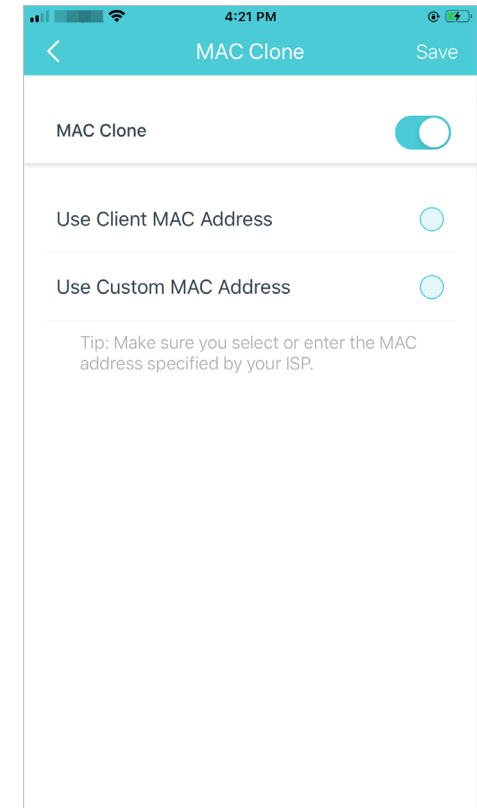 4:21 PM
MAC Clone
Save
MAC Clone
Use Client MAC Address
Use Custom MAC Address
Tip: Make sure you select or enter the MAC
address specified by your ISP.